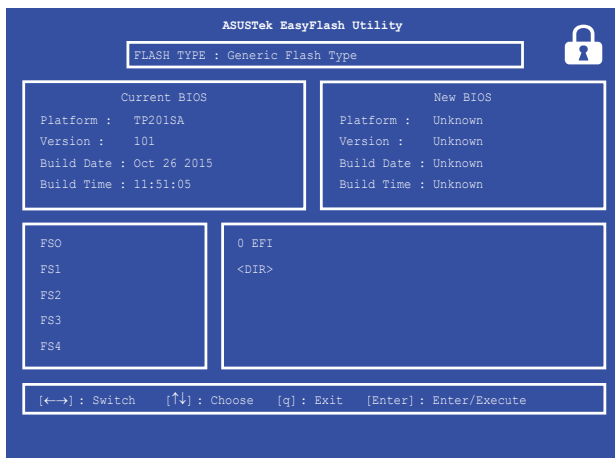 ASUSTek EasyFlash Utility
FLASH TYPE : Generic Flash Type
Current BIOS
Platform : TP201SA
Version : 101
Build Date : Oct 26 2015
Build Time : 11:51:05
New BIOS
Platform : Unknown
Version : Unknown
Build Date : Unknown
Build Time : Unknown
FSO
FS1
FS2
FS3
FS4
0 EFI
<DIR>
[←→] : Switch [↑↓] : Choose [q] : Exit [Enter] : Enter/Execute